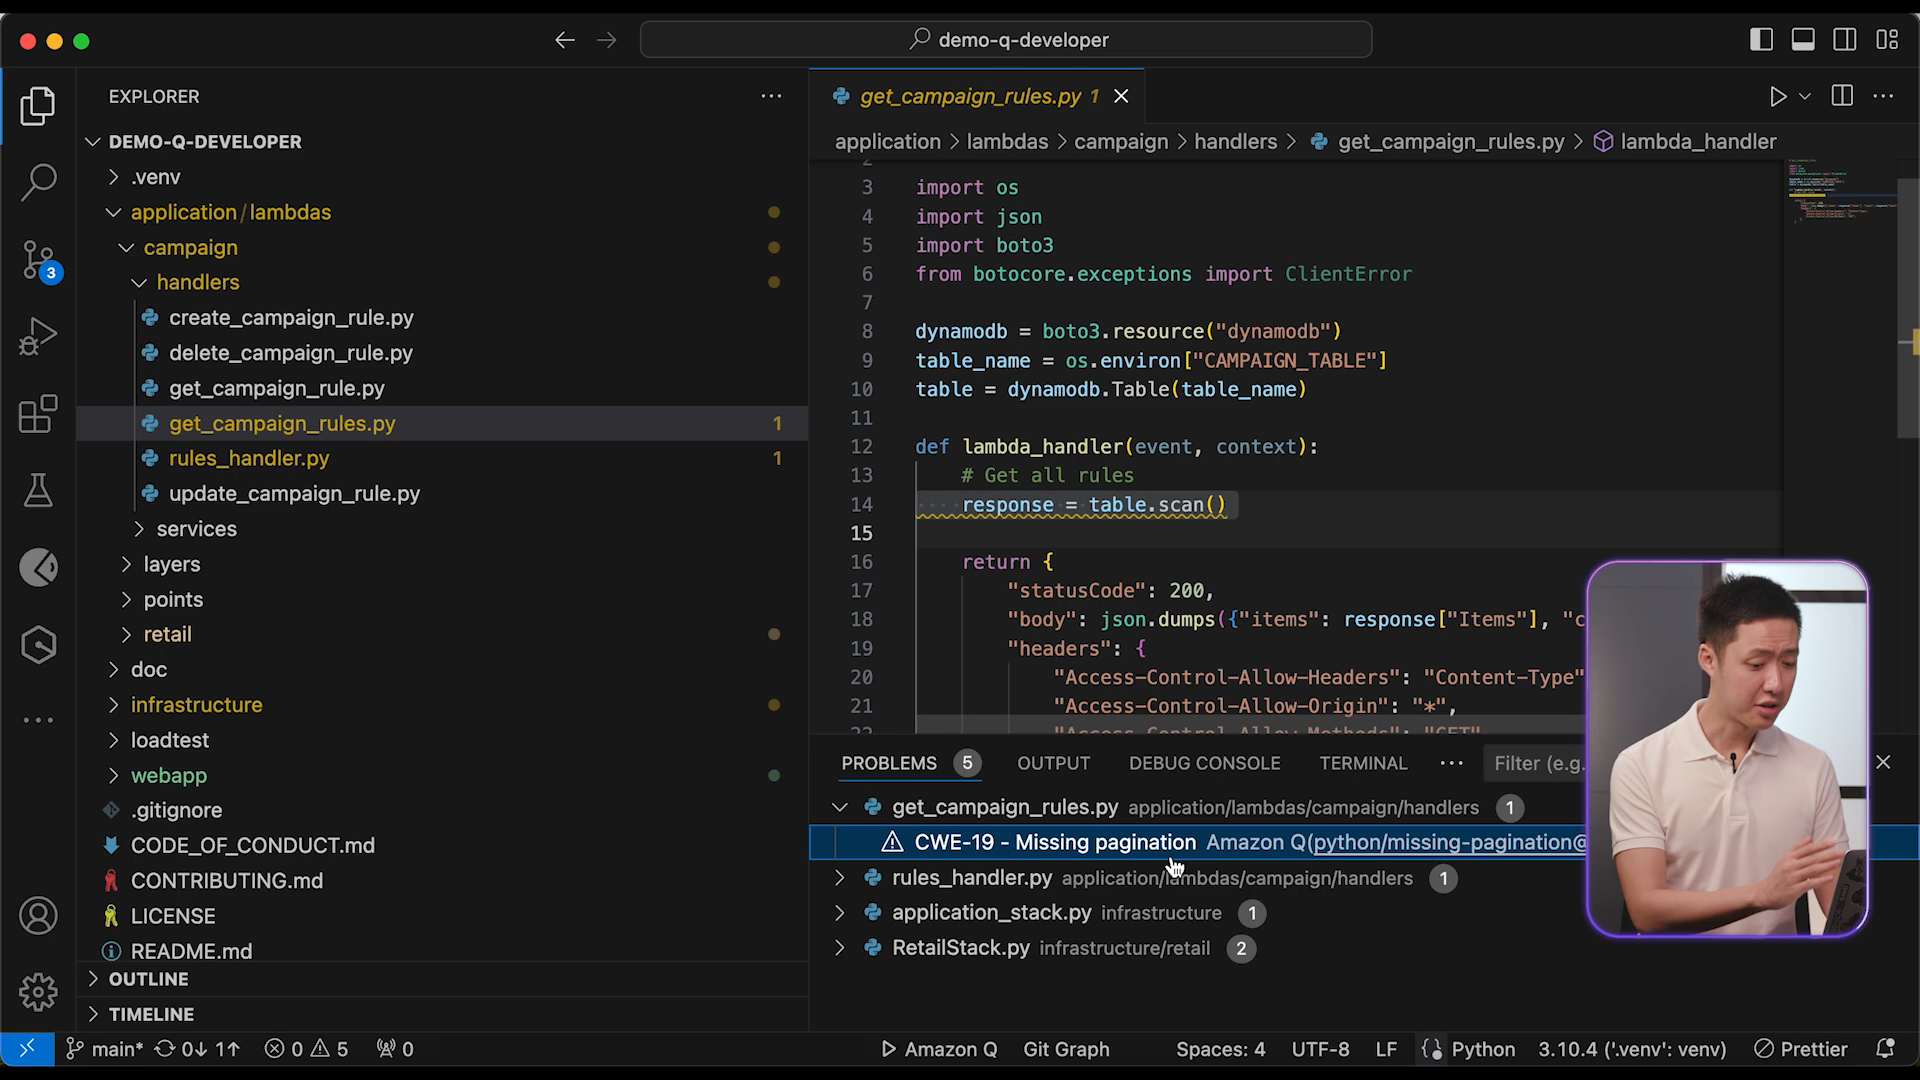 demo-q-developer
EXPLORER
DEMO-Q-DEVELOPER
.venv
application/lambdas
campaign
handlers
create_campaign_rule.py
delete_campaign_rule.py
get_campaign_rule.py
get_campaign_rules.py 1
rules_handler.py 1
update_campaign_rule.py
services
layers
points
retail
doc
infrastructure
loadtest
webapp
.gitignore
CODE_OF_CONDUCT.md
CONTRIBUTING.md
LICENSE
README.md
OUTLINE
TIMELINE
3
get_campaign_rules.py 1
application > lambdas > campaign > handlers > get_campaign_rules.py > lambda_handler
2
3 import os
4 import json
5 import boto3
6 from botocore.exceptions import ClientError
7
8 dynamodb = boto3.resource("dynamodb")
9 table_name = os.environ["CAMPAIGN_TABLE"]
10 table = dynamodb.Table(table_name)
11
12 def lambda_handler(event, context):
13 # Get all rules
14 response = table.scan()
15
16 return {
17 "statusCode": 200,
18 "body": json.dumps({"items": response["Items"], "c
19 "headers": {
20 "Access-Control-Allow-Headers": "Content-Type"
21 "Access-Control-Allow-Origin": "*",
22 "Access-Control-Allow-Methods": "GET"
PROBLEMS 5 OUTPUT DEBUG CONSOLE TERMINAL Filter (e.g.
get_campaign_rules.py application/lambdas/campaign/handlers 1
CWE-19 - Missing pagination Amazon Q(python/missing-pagination@
rules_handler.py application/lambdas/campaign/handlers 1
application_stack.py infrastructure 1
RetailStack.py infrastructure/retail 2
main* 0↓ 1↑ 0 5 0 Amazon Q Git Graph Spaces: 4 UTF-8 LF Python 3.10.4 ('.venv': venv) Prettier